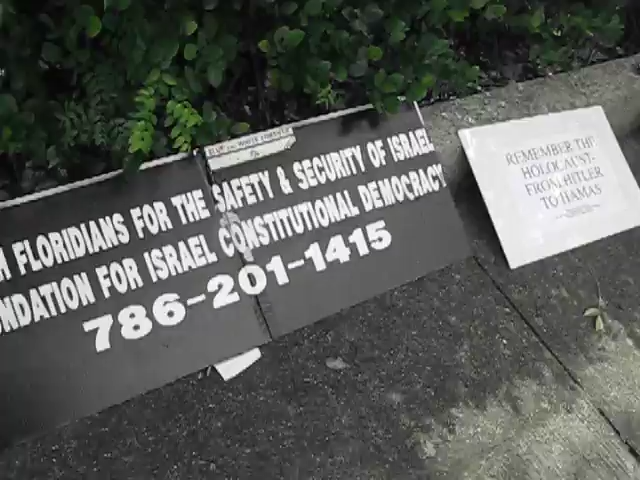 FLORIDIANS FOR THE SAFETY & SECURITY OF ISRAEL
NDATION FOR ISRAEL CONSTITUTIONAL DEMOCRACY
786-201-1415
REMEMBER THE
HOLOCAUST-
FROM HITLER
TO HAMAS